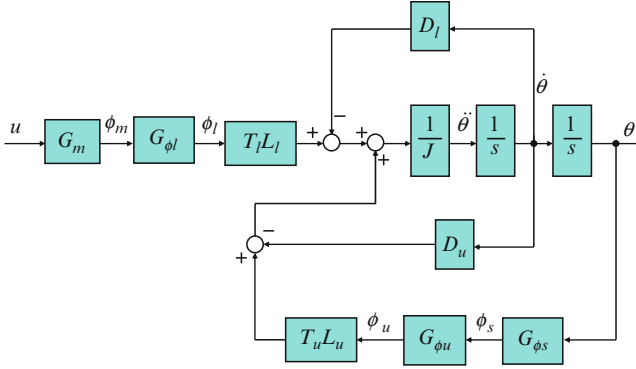 D_l
θ̇
u
G_m
ϕ_m
G_ϕl
ϕ_l
T_l L_l
+
−
+
+
1/J
θ̈
1/s
1/s
θ
−
+
D_u
T_u L_u
ϕ_u
G_ϕu
ϕ_s
G_ϕs